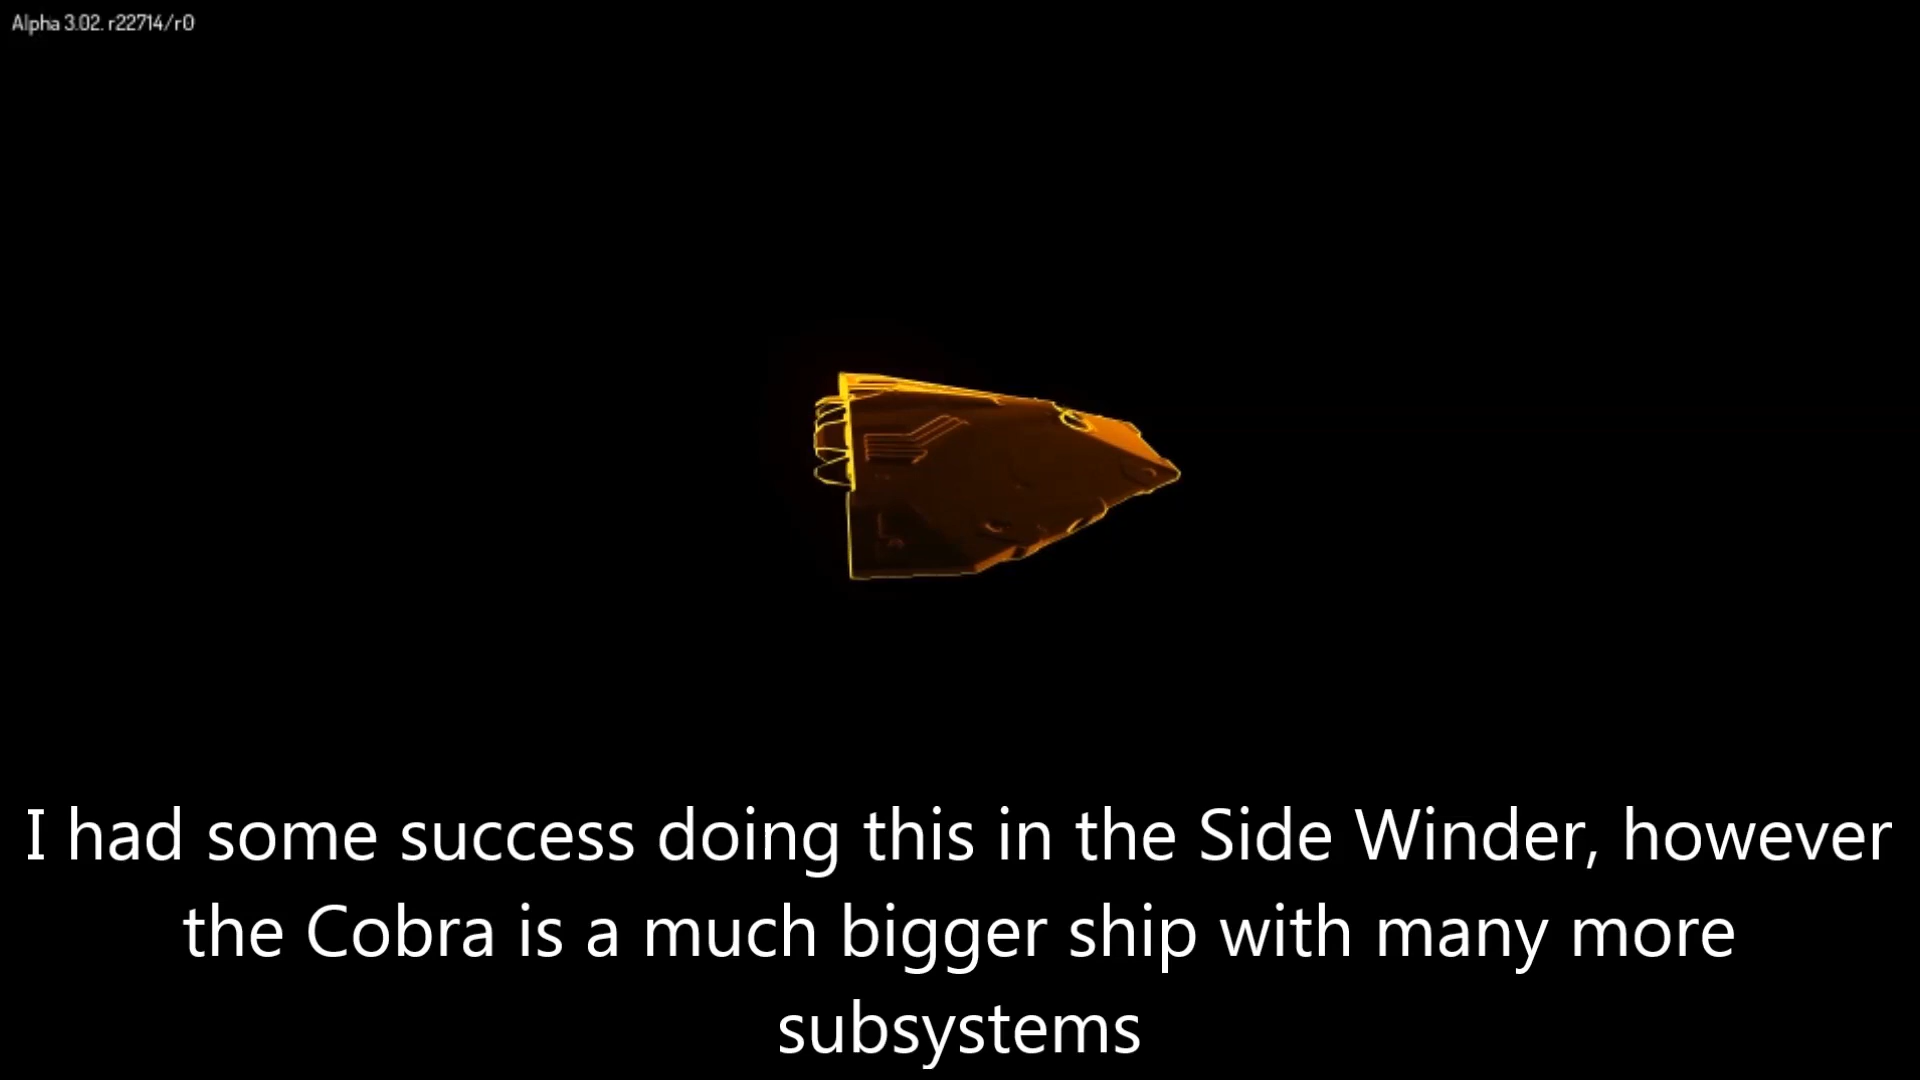 Alpha 3.02. r22714/r0
I had some success doing this in the Side Winder, however
the Cobra is a much bigger ship with many more
subsystems